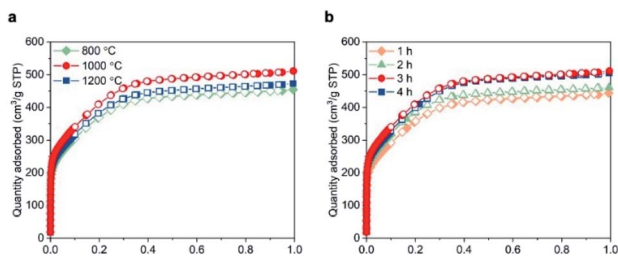 a
Quantity adsorbed (cm³/g STP)
600
500
400
300
200
100
0
800 °C
1000 °C
1200 °C
0.0 0.2 0.4 0.6 0.8 1.0
b
Quantity adsorbed (cm³/g STP)
600
500
400
300
200
100
0
1 h
2 h
3 h
4 h
0.0 0.2 0.4 0.6 0.8 1.0